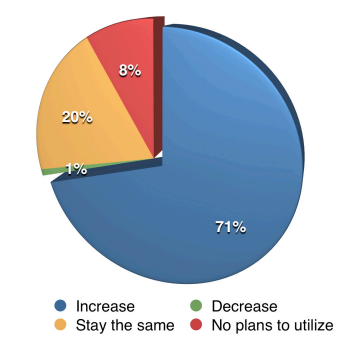 8%
20%
1%
71%
Increase
Decrease
Stay the same
No plans to utilize